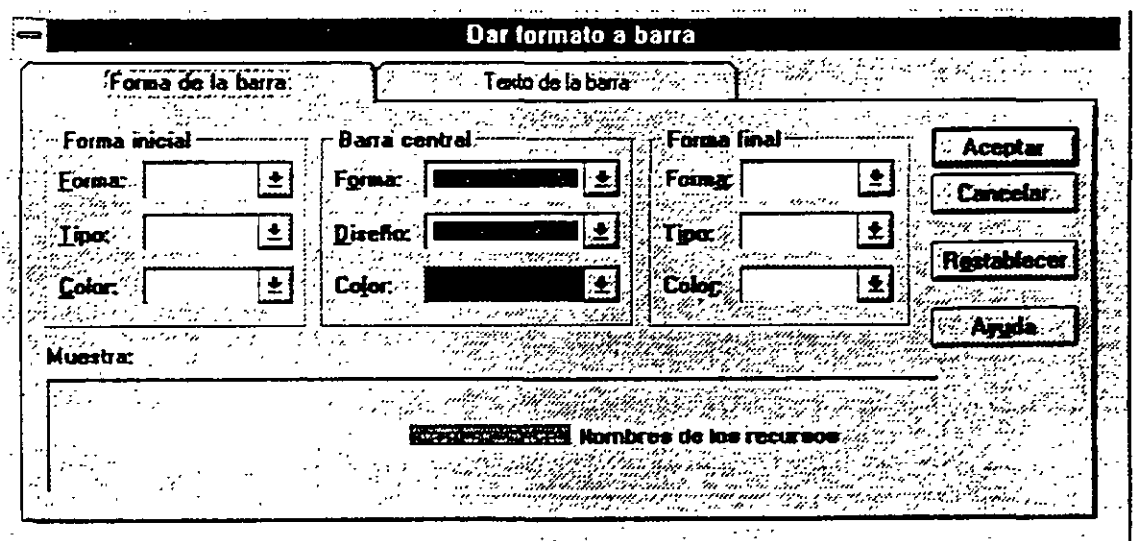 Dar formato a barra
Forma de la barra
Texto de la barra
Forma inicial
Forma:
Tipo:
Color:
Barra central
Forma:
Diseño:
Color:
Forma final
Forma:
Tipo:
Color:
Aceptar
Cancelar
Restablecer
Ayuda
Muestra:
Nombres de los recursos